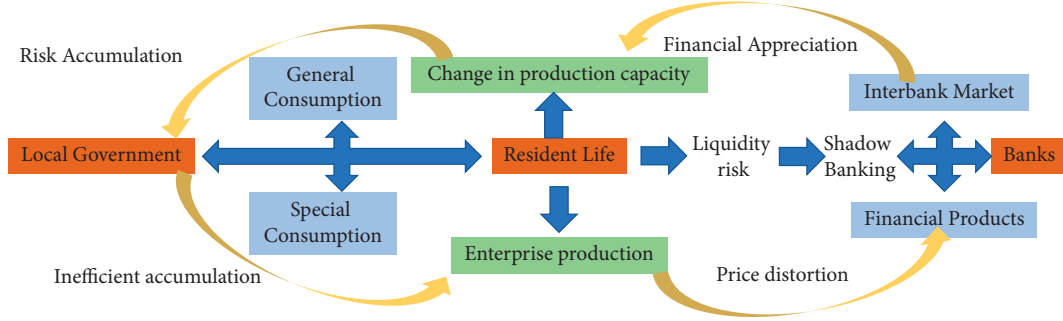 Risk Accumulation
Financial Appreciation
General
Consumption
Change in production capacity
Interbank Market
Local Government
Resident Life
Liquidity
risk
Shadow
Banking
Banks
Special
Consumption
Financial Products
Enterprise production
Inefficient accumulation
Price distortion